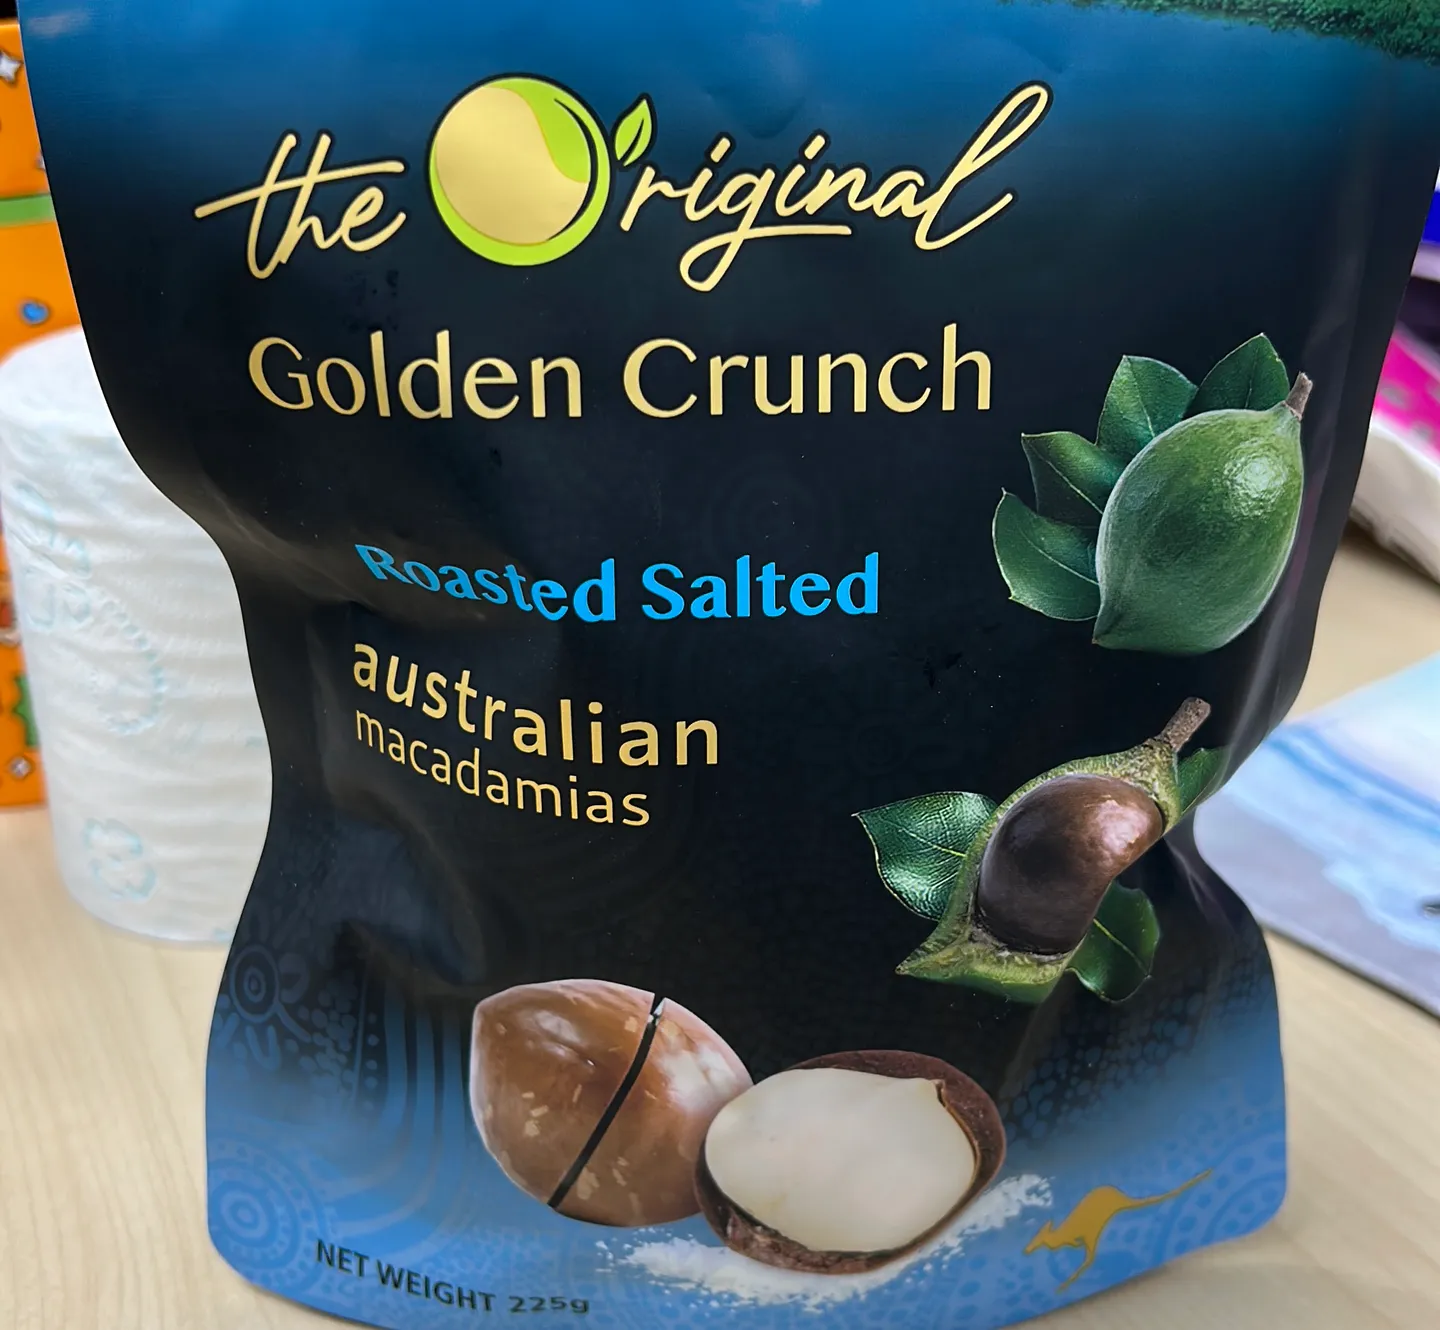 the Original
Golden Crunch
Roasted Salted
australian
macadamias
NET WEIGHT 225g